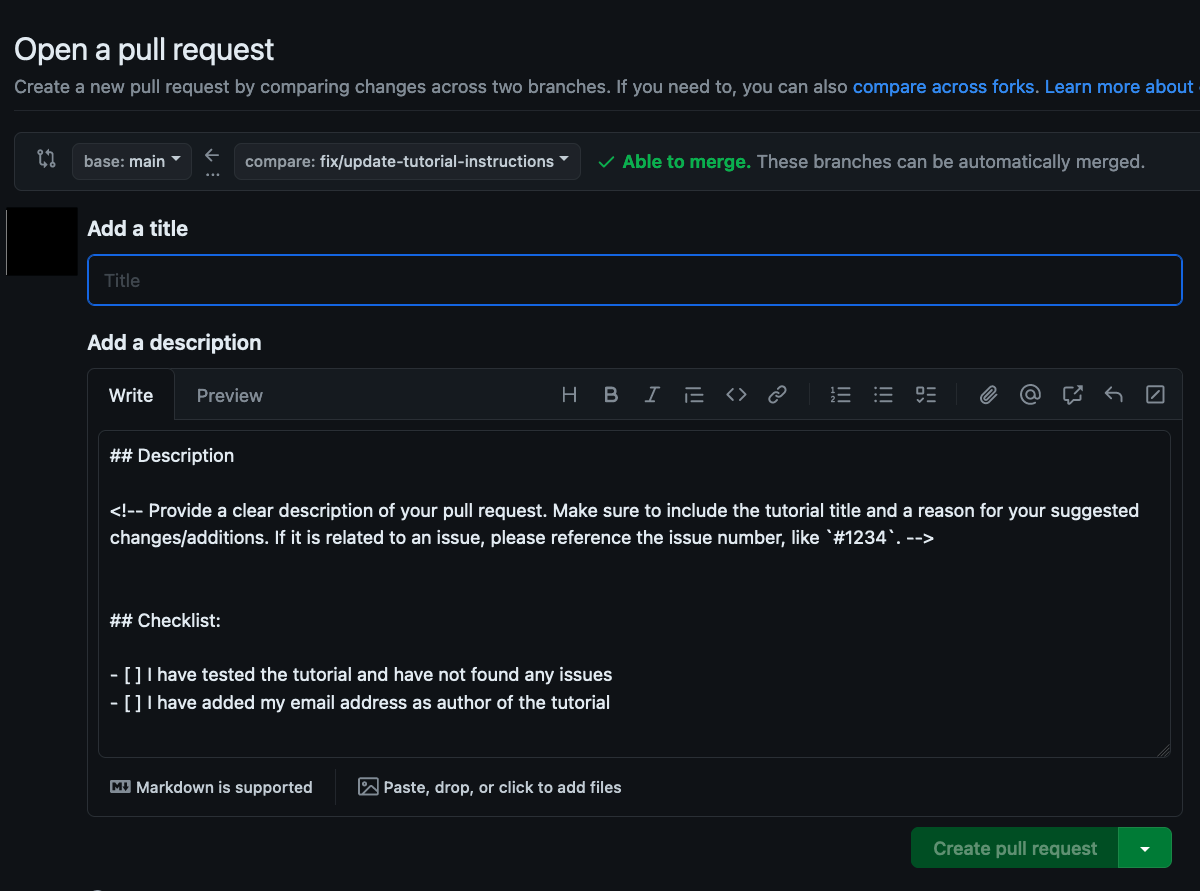 Open a pull request
Create a new pull request by comparing changes across two branches. If you need to, you can also compare across forks. Learn more about
base: main
...
compare: fix/update-tutorial-instructions
Able to merge. These branches can be automatically merged.
Add a title
Title
Add a description
Write Preview
## Description
<!-- Provide a clear description of your pull request. Make sure to include the tutorial title and a reason for your suggested
changes/additions. If it is related to an issue, please reference the issue number, like `#1234`. -->
## Checklist:
- [ ] I have tested the tutorial and have not found any issues
- [ ] I have added my email address as author of the tutorial
Markdown is supported
Paste, drop, or click to add files
Create pull request